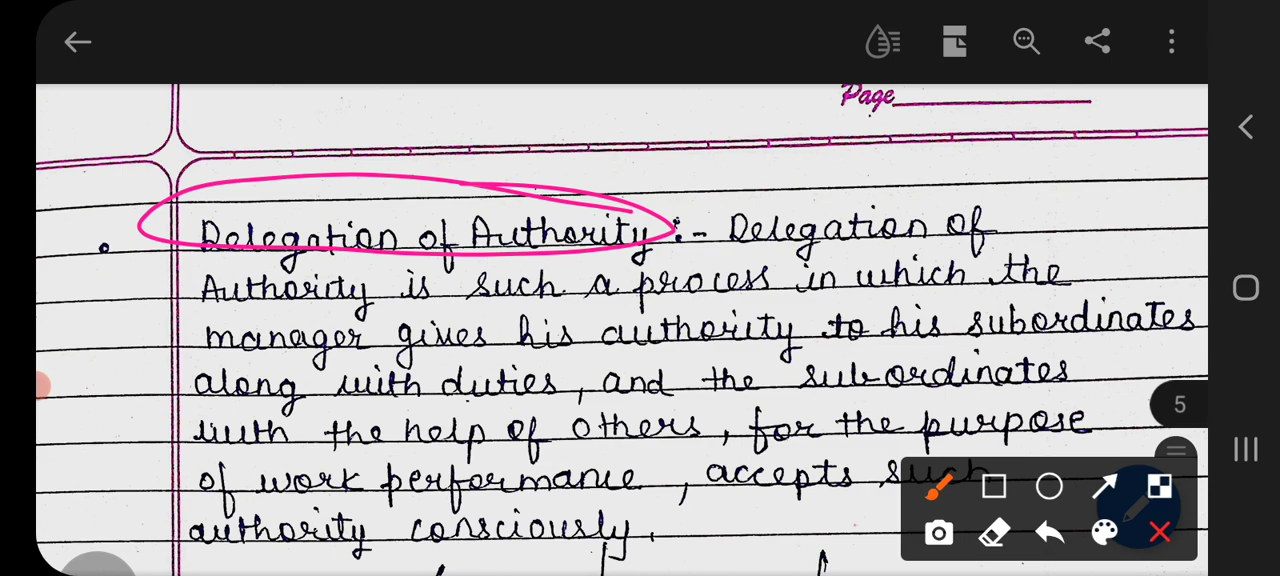 Page
Delegation of Authority :- Delegation of
Authority is such a process in which the
manager gives his authority to his subordinates
along with duties, and the subordinates
with the help of others, for the purpose
of work performance, accepts such
authority consciously.
5